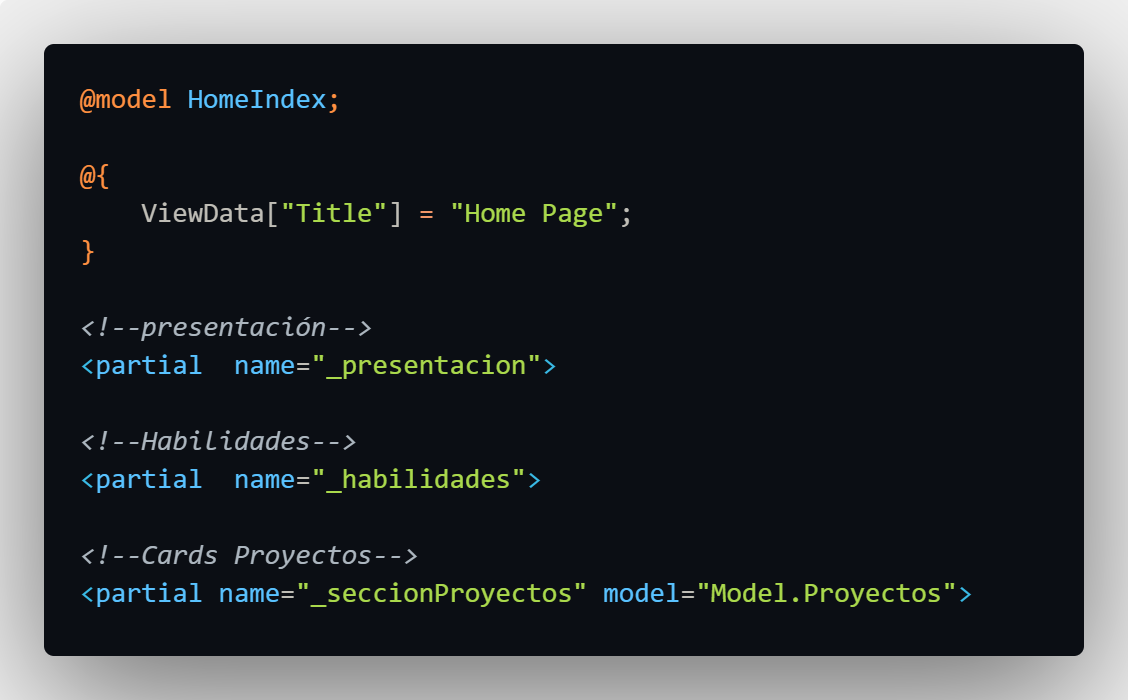 @model HomeIndex;
@{
    ViewData["Title"] = "Home Page";
}
<!--presentación-->
<partial  name="_presentacion">
<!--Habilidades-->
<partial  name="_habilidades">
<!--Cards Proyectos-->
<partial name="_seccionProyectos" model="Model.Proyectos">